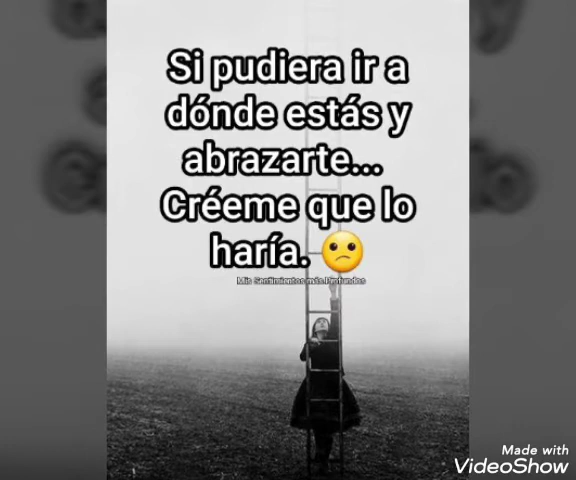 Si pudiera ir a
dónde estás y
abrazarte...
Créeme que lo
haría. 😕
Mis Sentimientos más Profundos
Made with
VideoShow